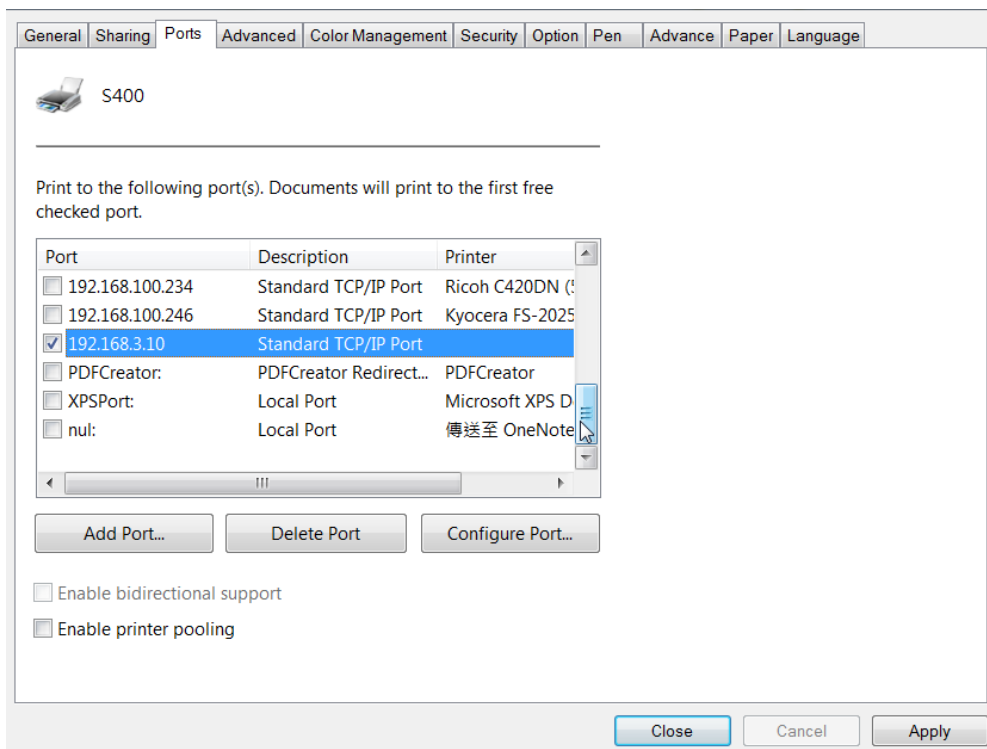 General Sharing Ports Advanced Color Management Security Option Pen Advance Paper Language
S400
Print to the following port(s). Documents will print to the first free
checked port.
Port Description Printer
192.168.100.234 Standard TCP/IP Port Ricoh C420DN (
192.168.100.246 Standard TCP/IP Port Kyocera FS-2025
192.168.3.10 Standard TCP/IP Port
PDFCreator: PDFCreator Redirect... PDFCreator
XPSPort: Local Port Microsoft XPS D
nul: Local Port 傳送至 OneNote
Add Port... Delete Port Configure Port...
Enable bidirectional support
Enable printer pooling
Close Cancel Apply